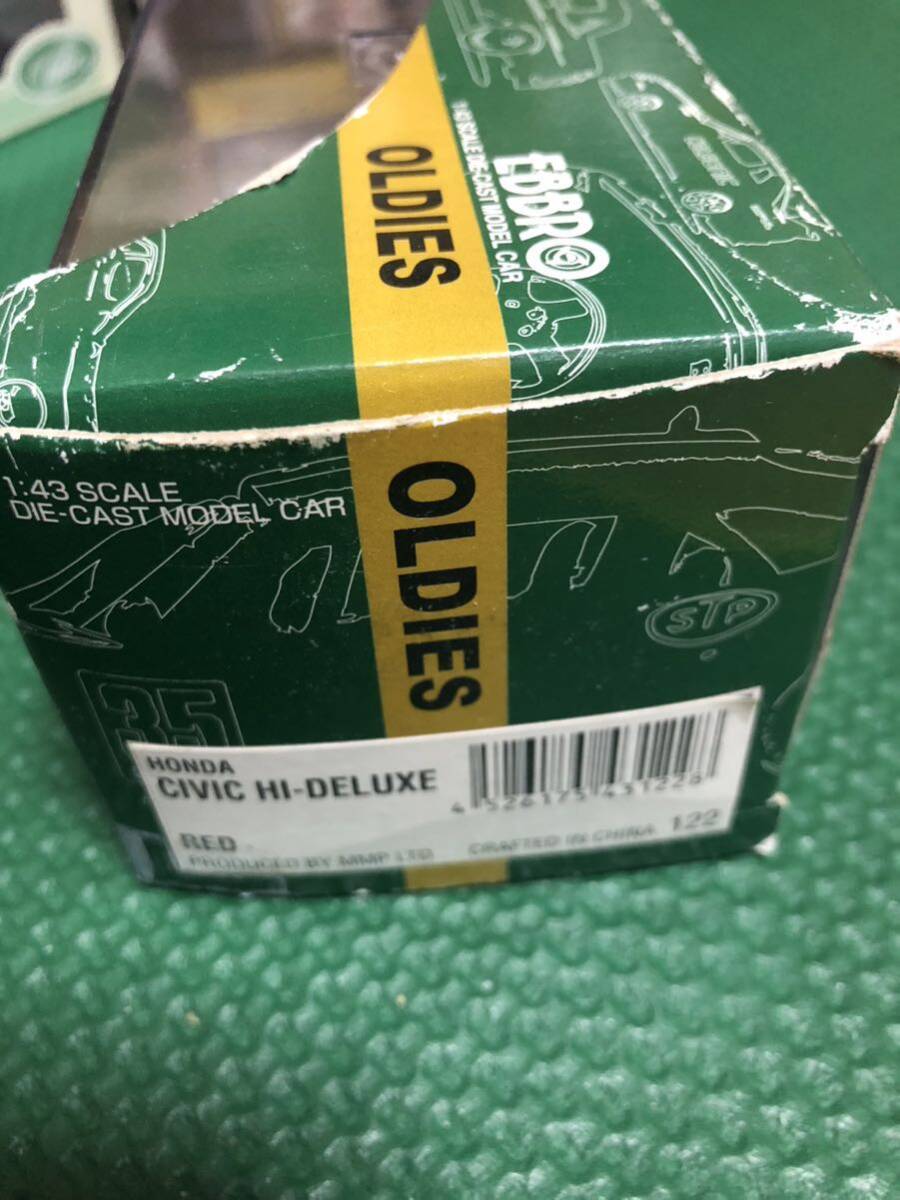 OLDIES
EBBRO
1:43 SCALE DIE-CAST MODEL CAR
1:43 SCALE
DIE-CAST MODEL CAR
OLDIES
STP
35
HONDA
CIVIC HI-DELUXE
RED
122
PRODUCED BY MMP LTD
CRAFTED IN CHINA